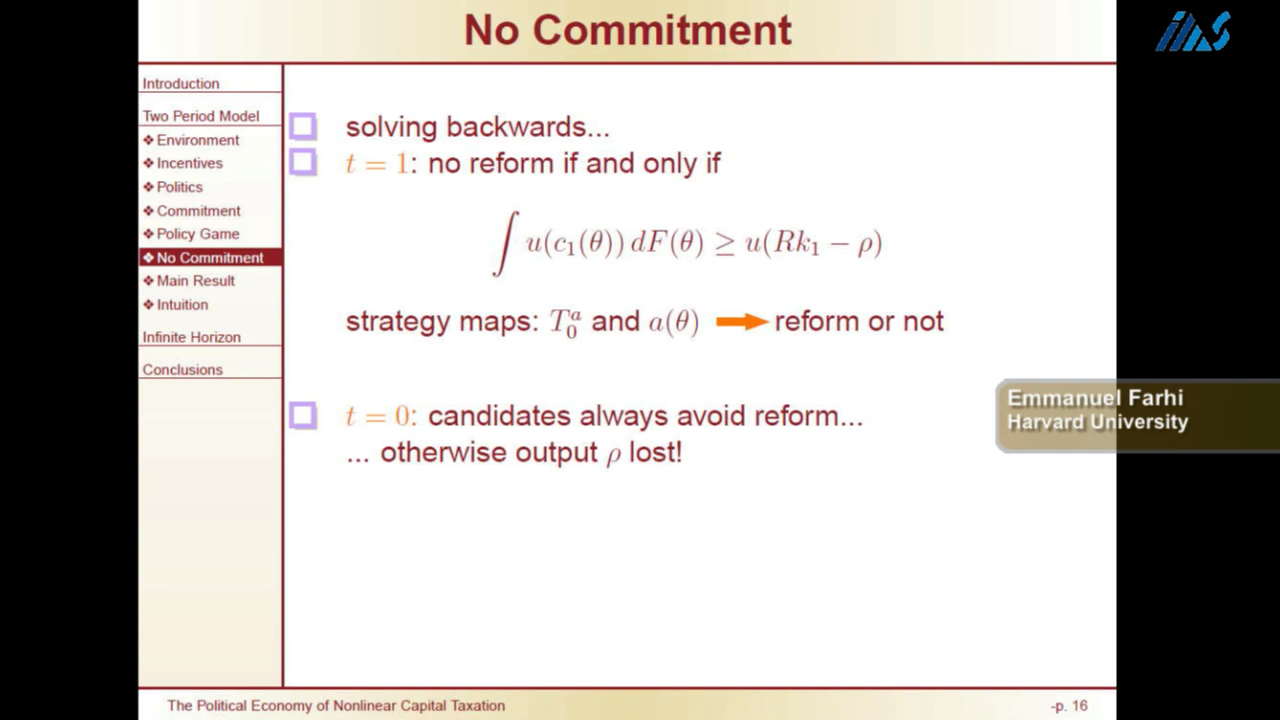 No Commitment
Introduction
Two Period Model
❖ Environment
❖ Incentives
❖ Politics
❖ Commitment
❖ Policy Game
❖ No Commitment
❖ Main Result
❖ Intuition
Infinite Horizon
Conclusions
solving backwards...
t = 1: no reform if and only if
∫ u(c₁(θ)) dF(θ) ≥ u(Rk₁ − ρ)
strategy maps: T₀ᵃ and a(θ) ➡ reform or not
t = 0: candidates always avoid reform...
... otherwise output ρ lost!
Emmanuel Farhi
Harvard University
The Political Economy of Nonlinear Capital Taxation
-p. 16